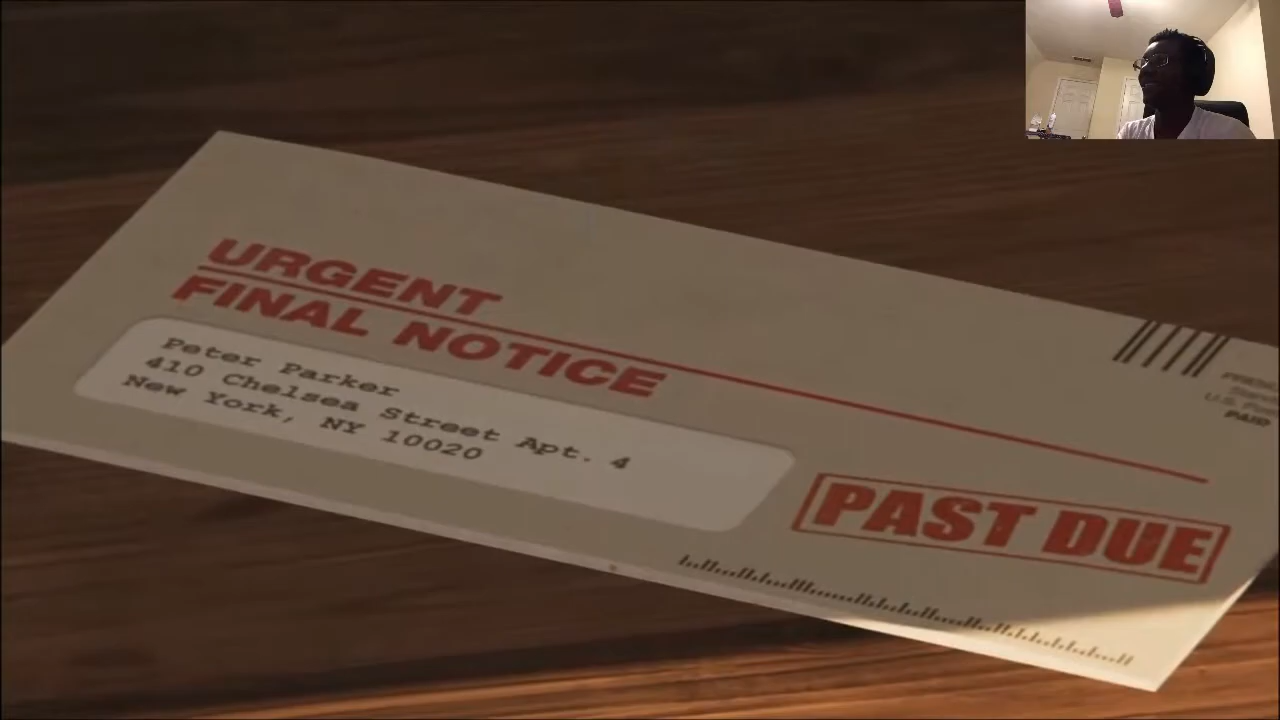 URGENT
FINAL NOTICE
Peter Parker
410 Chelsea Street Apt. 4
New York, NY 10020
PAST DUE